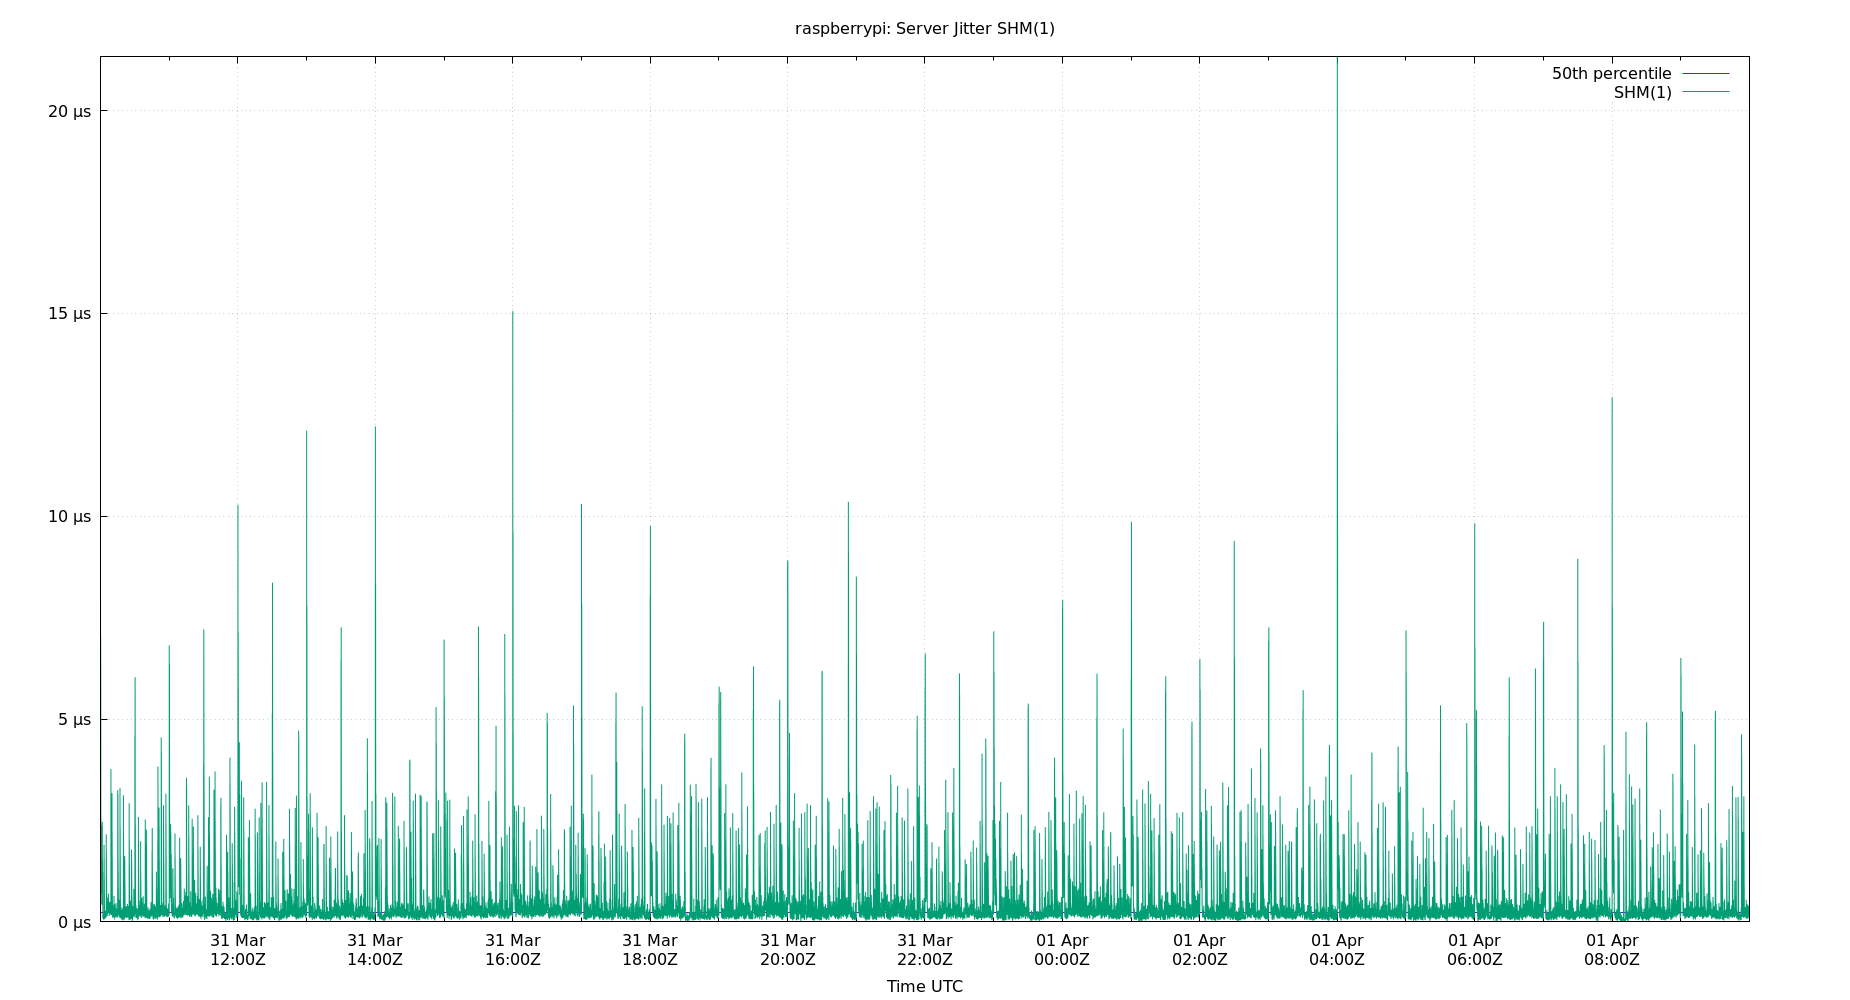 raspberrypi: Server Jitter SHM(1)
50th percentile
SHM(1)
20 µs
15 µs
10 µs
5 µs
0 µs
31 Mar 31 Mar 31 Mar 31 Mar 31 Mar 31 Mar 01 Apr 01 Apr 01 Apr 01 Apr 01 Apr
12:00Z 14:00Z 16:00Z 18:00Z 20:00Z 22:00Z 00:00Z 02:00Z 04:00Z 06:00Z 08:00Z
Time UTC